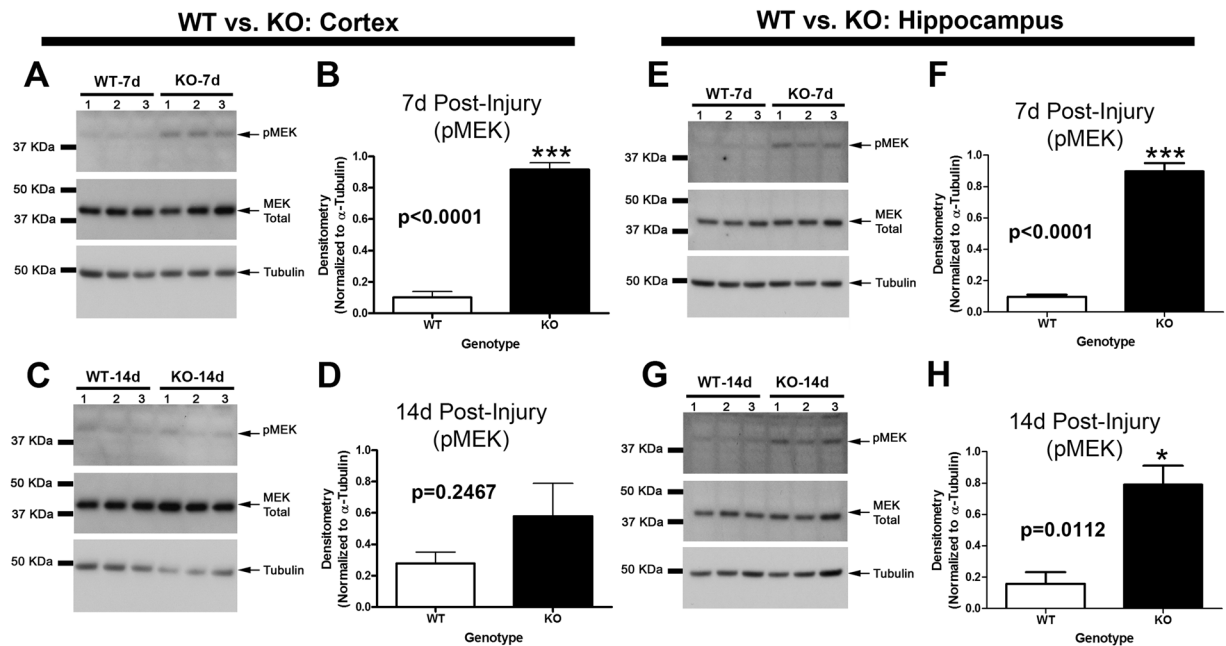 WT vs. KO: Cortex
WT vs. KO: Hippocampus
A
WT-7d KO-7d
1 2 3 1 2 3
pMEK
37 KDa
50 KDa
37 KDa
MEK
Total
50 KDa
Tubulin
B
7d Post-Injury
(pMEK)
Densitometry
(Normalized to α-Tubulin)
1.0
0.8
0.6
0.4
0.2
0.0
***
p<0.0001
WT KO
Genotype
E
WT-7d KO-7d
1 2 3 1 2 3
pMEK
37 KDa
50 KDa
37 KDa
MEK
Total
50 KDa
Tubulin
F
7d Post-Injury
(pMEK)
Densitometry
(Normalized to α-Tubulin)
1.0
0.8
0.6
0.4
0.2
0.0
***
p<0.0001
WT KO
Genotype
C
WT-14d KO-14d
1 2 3 1 2 3
pMEK
37 KDa
50 KDa
37 KDa
MEK
Total
50 KDa
Tubulin
D
14d Post-Injury
(pMEK)
Densitometry
(Normalized to α-Tubulin)
1.0
0.8
0.6
0.4
0.2
0.0
p=0.2467
WT KO
Genotype
G
WT-14d KO-14d
1 2 3 1 2 3
pMEK
37 KDa
50 KDa
37 KDa
MEK
Total
50 KDa
Tubulin
H
14d Post-Injury
(pMEK)
Densitometry
(Normalized to α-Tubulin)
1.0
0.8
0.6
0.4
0.2
0.0
*
p=0.0112
WT KO
Genotype